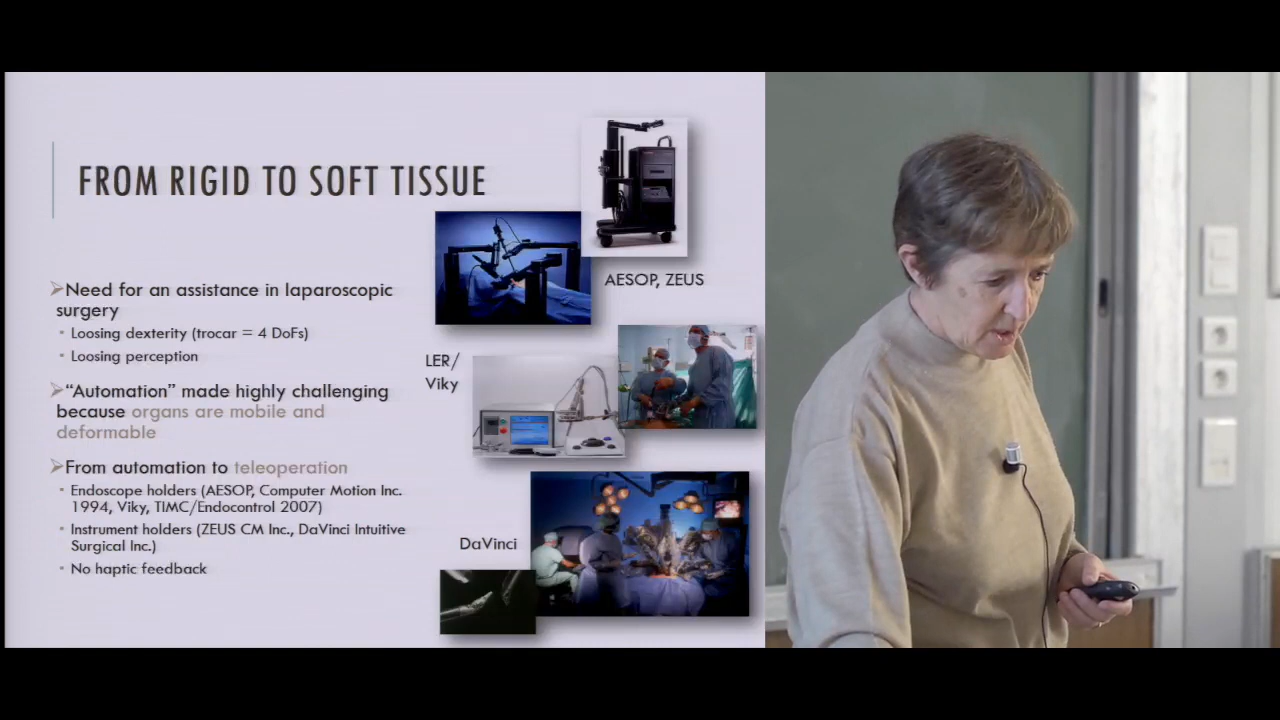 FROM RIGID TO SOFT TISSUE
Need for an assistance in laparoscopic
surgery
Loosing dexterity (trocar = 4 DoFs)
Loosing perception
“Automation” made highly challenging
because organs are mobile and
deformable
From automation to teleoperation
Endoscope holders (AESOP, Computer Motion Inc.
1994, Viky, TIMC/Endocontrol 2007)
Instrument holders (ZEUS CM Inc., DaVinci Intuitive
Surgical Inc.)
No haptic feedback
AESOP, ZEUS
LER/
Viky
DaVinci